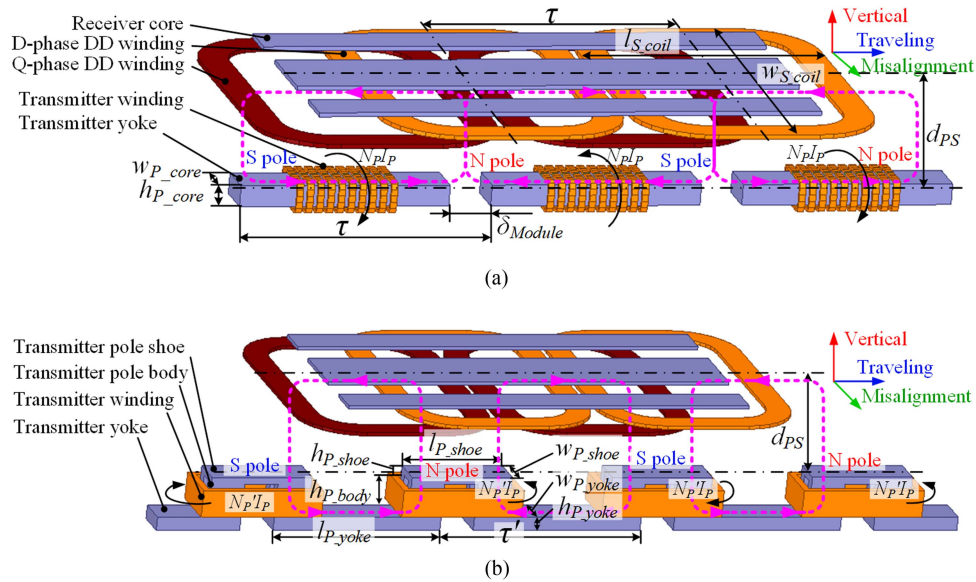 Receiver core
D-phase DD winding
Q-phase DD winding
Transmitter winding
Transmitter yoke
τ
l_S_coil
w_S_coil
Vertical
Traveling
Misalignment
d_PS
S pole
N_PI_P
N pole
N_PI_P
S pole
N_PI_P
N pole
w_P_core
h_P_core
τ
δ_Module
(a)
Transmitter pole shoe
Transmitter pole body
Transmitter winding
Transmitter yoke
Vertical
Traveling
Misalignment
d_PS
h_P_shoe
l_P_shoe
w_P_shoe
S pole
N pole
S pole
N pole
h_P_body
N_P'I_P
N_P'I_P
N_P'I_P
N_P'I_P
w_P_yoke
h_P_yoke
l_P_yoke
τ'
(b)